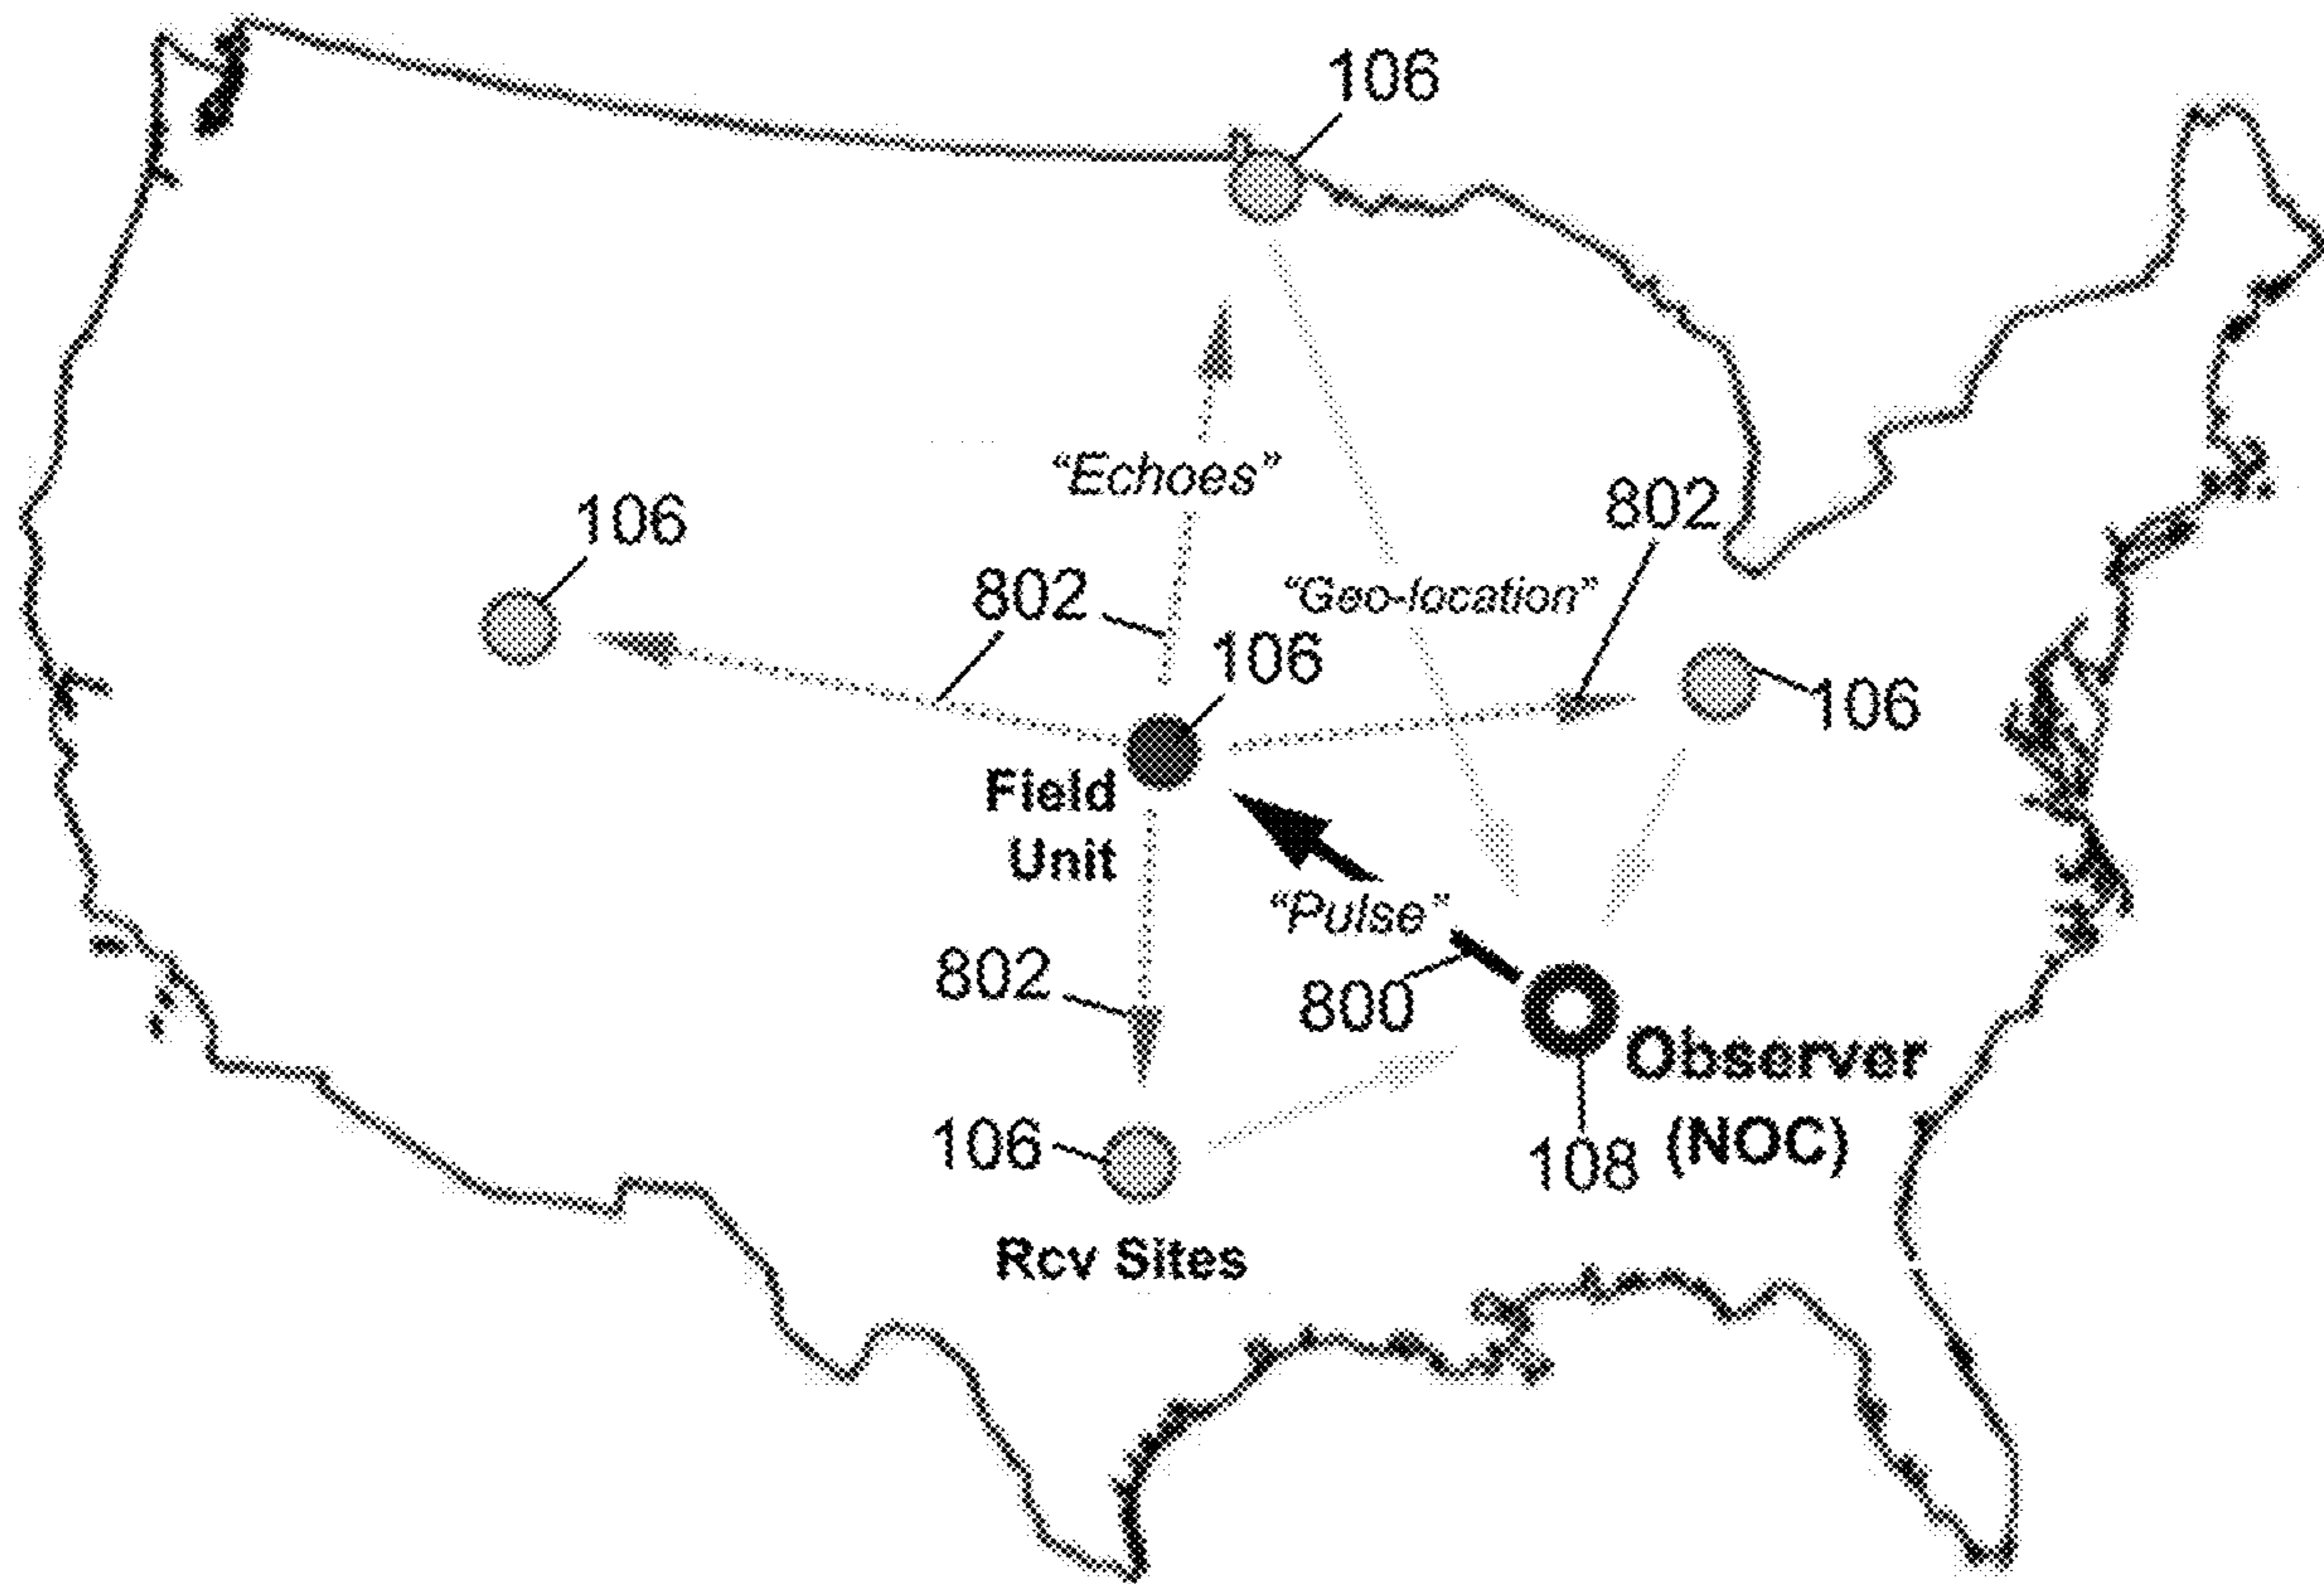 106
“Echoes”
106
802
802
“Geo-location”
106
106
Field
Unit
“Pulse”
802
800
Observer
(NOC)
106
108
Rcv Sites